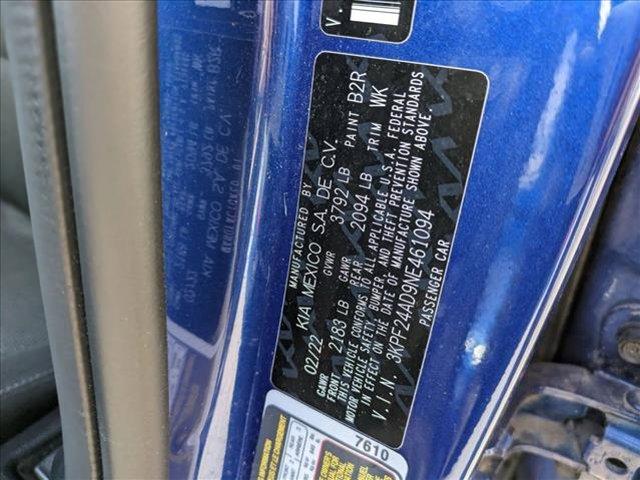 V.
MANUFACTURED BY
KIA MEXICO S.A. DE C.V.
02/22 GVWR 3792 LB PAINT B2R
GAWR FRONT 2183 LB GAWR REAR 2094 LB TRIM WK
THIS VEHICLE CONFORMS TO ALL APPLICABLE U.S.A. FEDERAL
MOTOR VEHICLE SAFETY, BUMPER, AND THEFT PREVENTION STANDARDS
IN EFFECT ON THE DATE OF MANUFACTURE SHOWN ABOVE.
V.I.N. 3KPF24AD9NE461094
PASSENGER CAR
7610